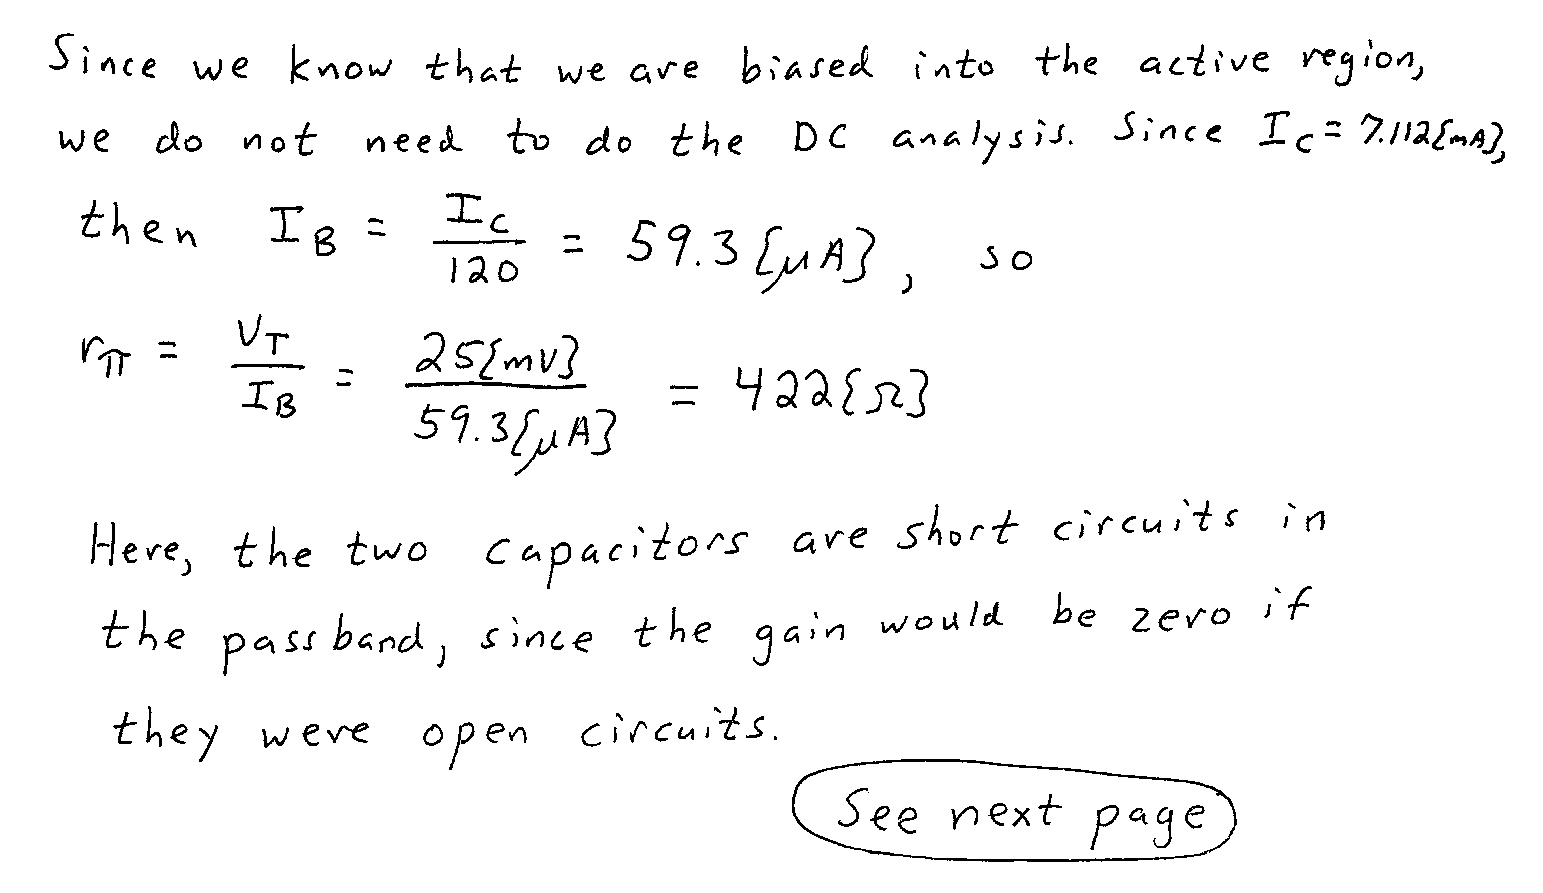 Since we know that we are biased into the active region,
we do not need to do the DC analysis. Since I_C = 7.112[mA],
then I_B = I_C / 120 = 59.3[μA], so
r_π = V_T / I_B = 25[mV] / 59.3[μA] = 422[Ω]
Here, the two capacitors are short circuits in
the passband, since the gain would be zero if
they were open circuits.
See next page